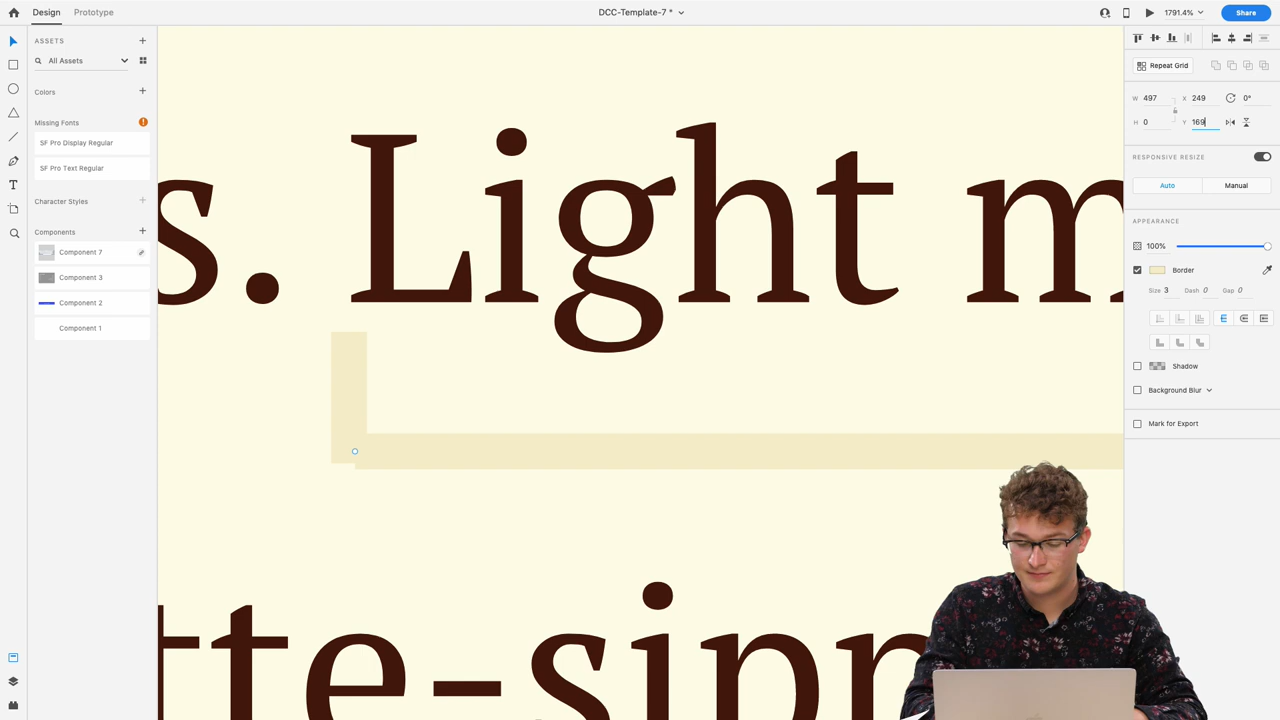 Design Prototype DCC-Template-7 * 1791.4% Share
ASSETS
All Assets
Repeat Grid
Colors
W 497 X 249 0°
Missing Fonts
H 0 Y 169
SF Pro Display Regular
RESPONSIVE RESIZE
SF Pro Text Regular
Auto Manual
Character Styles
APPEARANCE
Components
100%
Component 7
Border
Component 3
Size 3 Dash 0 Gap 0
Component 2
Component 1
Shadow
Background Blur
Mark for Export
s. Light m
tte-sipp